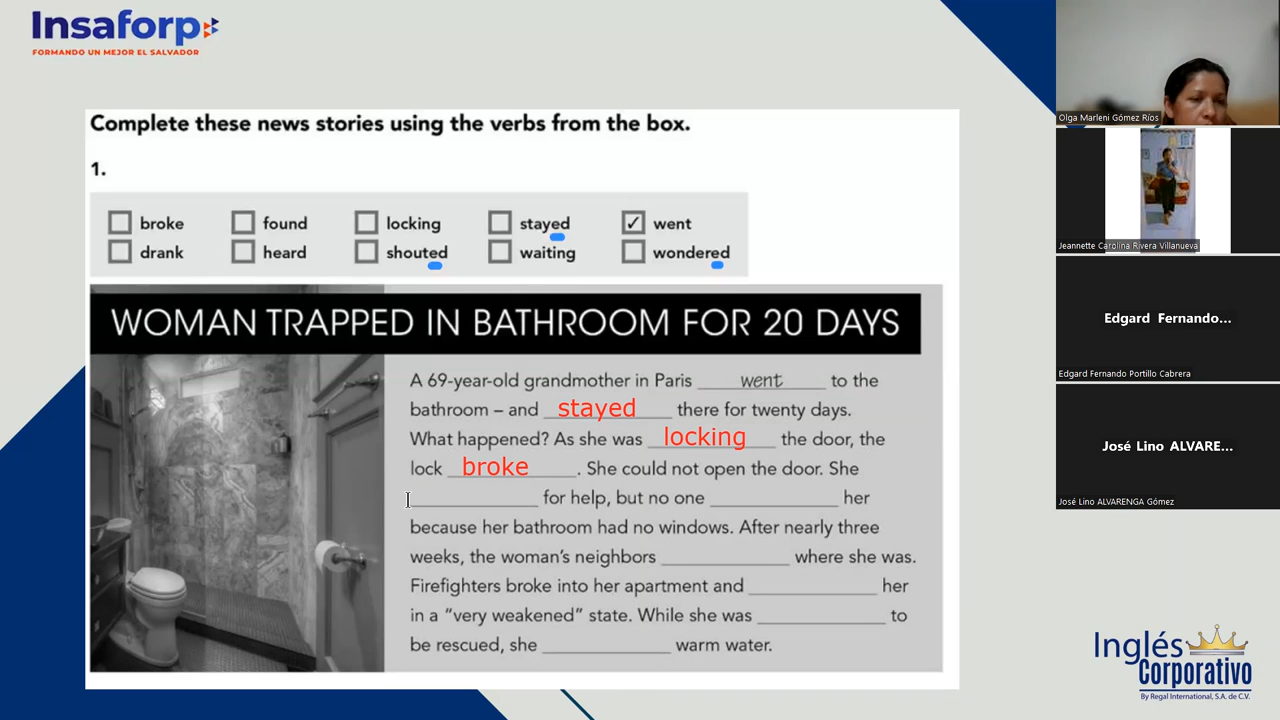 Insaforp
FORMANDO UN MEJOR EL SALVADOR
Complete these news stories using the verbs from the box.
1.
broke found locking stayed ✓ went
drank heard shouted waiting wondered
WOMAN TRAPPED IN BATHROOM FOR 20 DAYS
A 69-year-old grandmother in Paris went to the
bathroom – and stayed there for twenty days.
What happened? As she was locking the door, the
lock broke. She could not open the door. She
____________ for help, but no one ____________ her
because her bathroom had no windows. After nearly three
weeks, the woman's neighbors ____________ where she was.
Firefighters broke into her apartment and ____________ her
in a "very weakened" state. While she was ____________ to
be rescued, she ____________ warm water.
Olga Marleni Gómez Ríos
Jeannette Carolina Rivera Villanueva
Edgard Fernando...
Edgard Fernando Portillo Cabrera
José Lino ALVARE...
José Lino ALVARENGA Gómez
Inglés
Corporativo
By Regal International, S.A. de C.V.